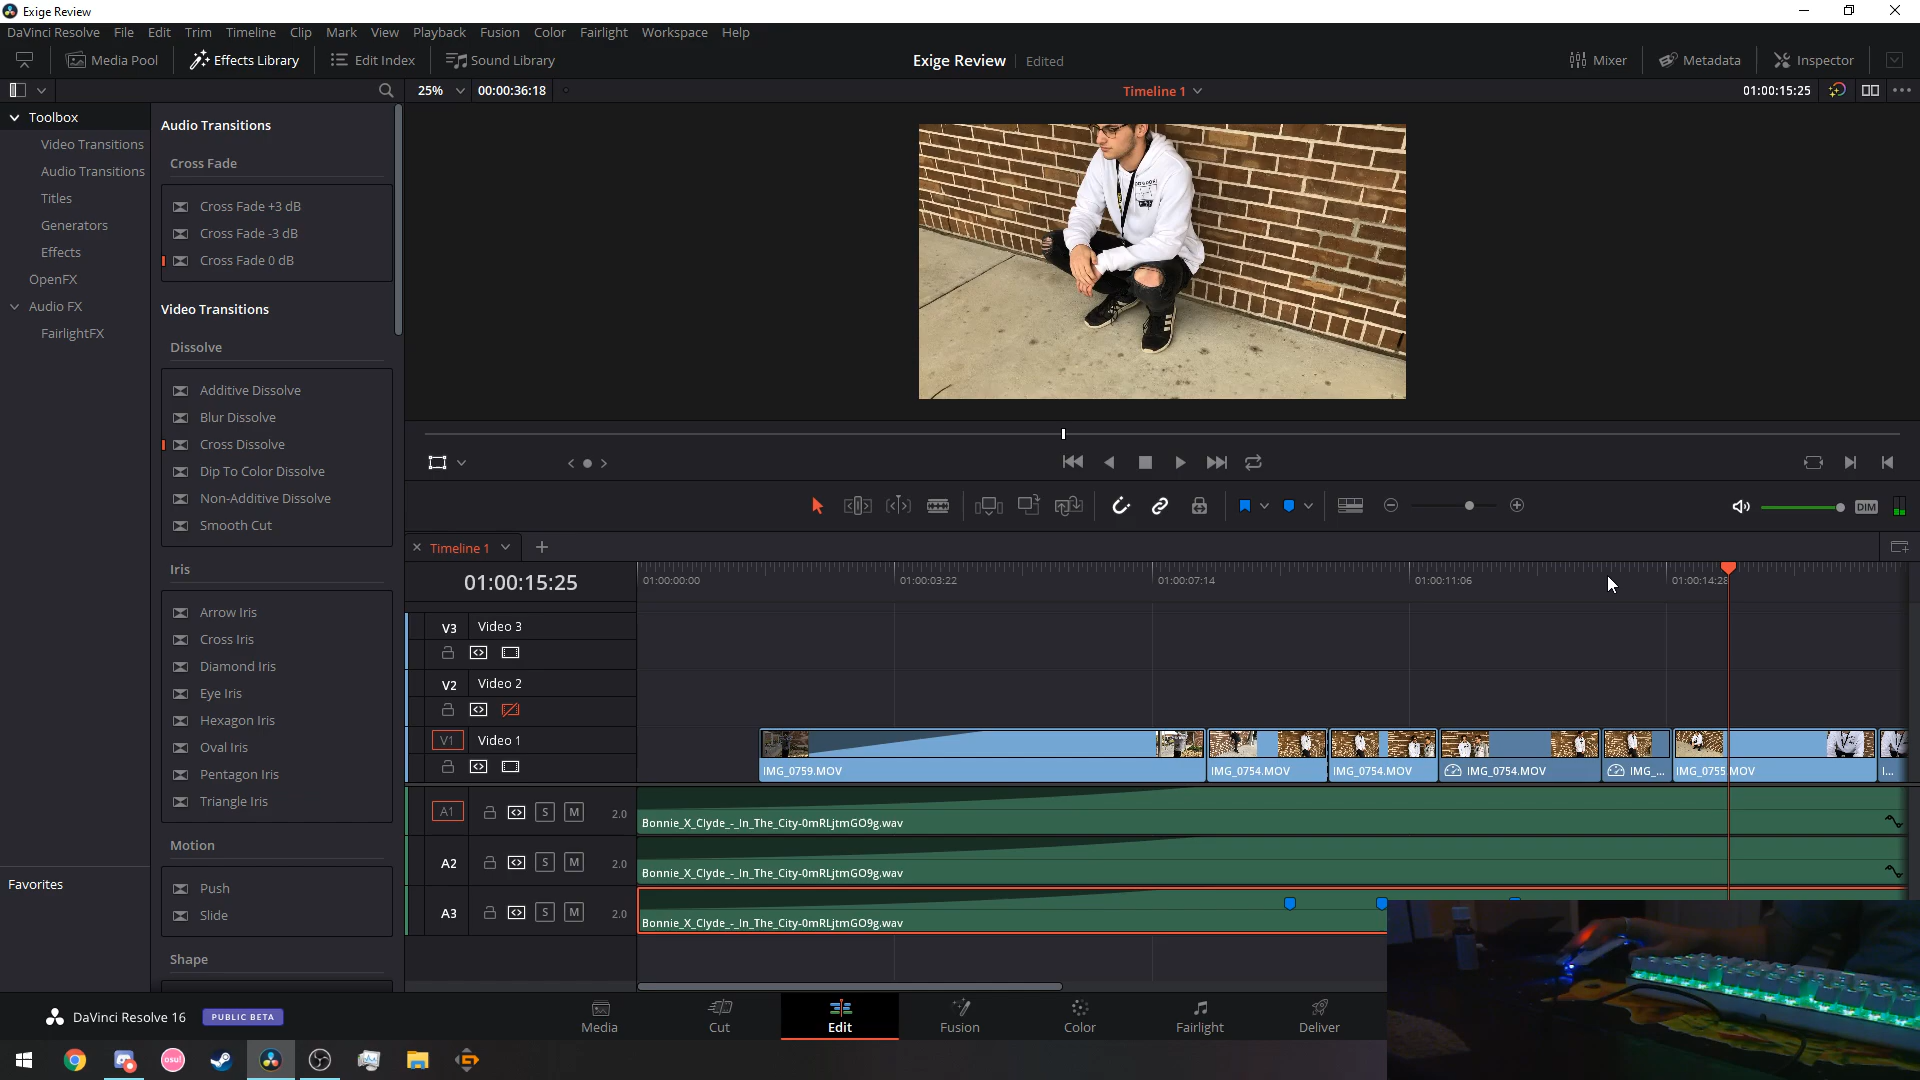 Exige Review
DaVinci Resolve File Edit Trim Timeline Clip Mark View Playback Fusion Color Fairlight Workspace Help
Media Pool Effects Library Edit Index Sound Library Exige Review Edited Mixer Metadata Inspector
25% 00:00:36:18 Timeline 1 01:00:15:25
Toolbox
Video Transitions
Audio Transitions
Titles
Generators
Effects
OpenFX
Audio FX
FairlightFX
Favorites
Audio Transitions
Cross Fade
Cross Fade +3 dB
Cross Fade -3 dB
Cross Fade 0 dB
Video Transitions
Dissolve
Additive Dissolve
Blur Dissolve
Cross Dissolve
Dip To Color Dissolve
Non-Additive Dissolve
Smooth Cut
Iris
Arrow Iris
Cross Iris
Diamond Iris
Eye Iris
Hexagon Iris
Oval Iris
Pentagon Iris
Triangle Iris
Motion
Push
Slide
Shape
DIM
Timeline 1
01:00:15:25 01:00:00:00 01:00:03:22 01:00:07:14 01:00:11:06 01:00:14:28
V3 Video 3
V2 Video 2
V1 Video 1
IMG_0759.MOV IMG_0754.MOV IMG_0754.MOV IMG_0754.MOV IMG_... IMG_0755.MOV I...
A1 S M 2.0
Bonnie_X_Clyde_-_In_The_City-0mRLjtmGO9g.wav
A2 S M 2.0
Bonnie_X_Clyde_-_In_The_City-0mRLjtmGO9g.wav
A3 S M 2.0
Bonnie_X_Clyde_-_In_The_City-0mRLjtmGO9g.wav
DaVinci Resolve 16 PUBLIC BETA
Media Cut Edit Fusion Color Fairlight Deliver
osu!